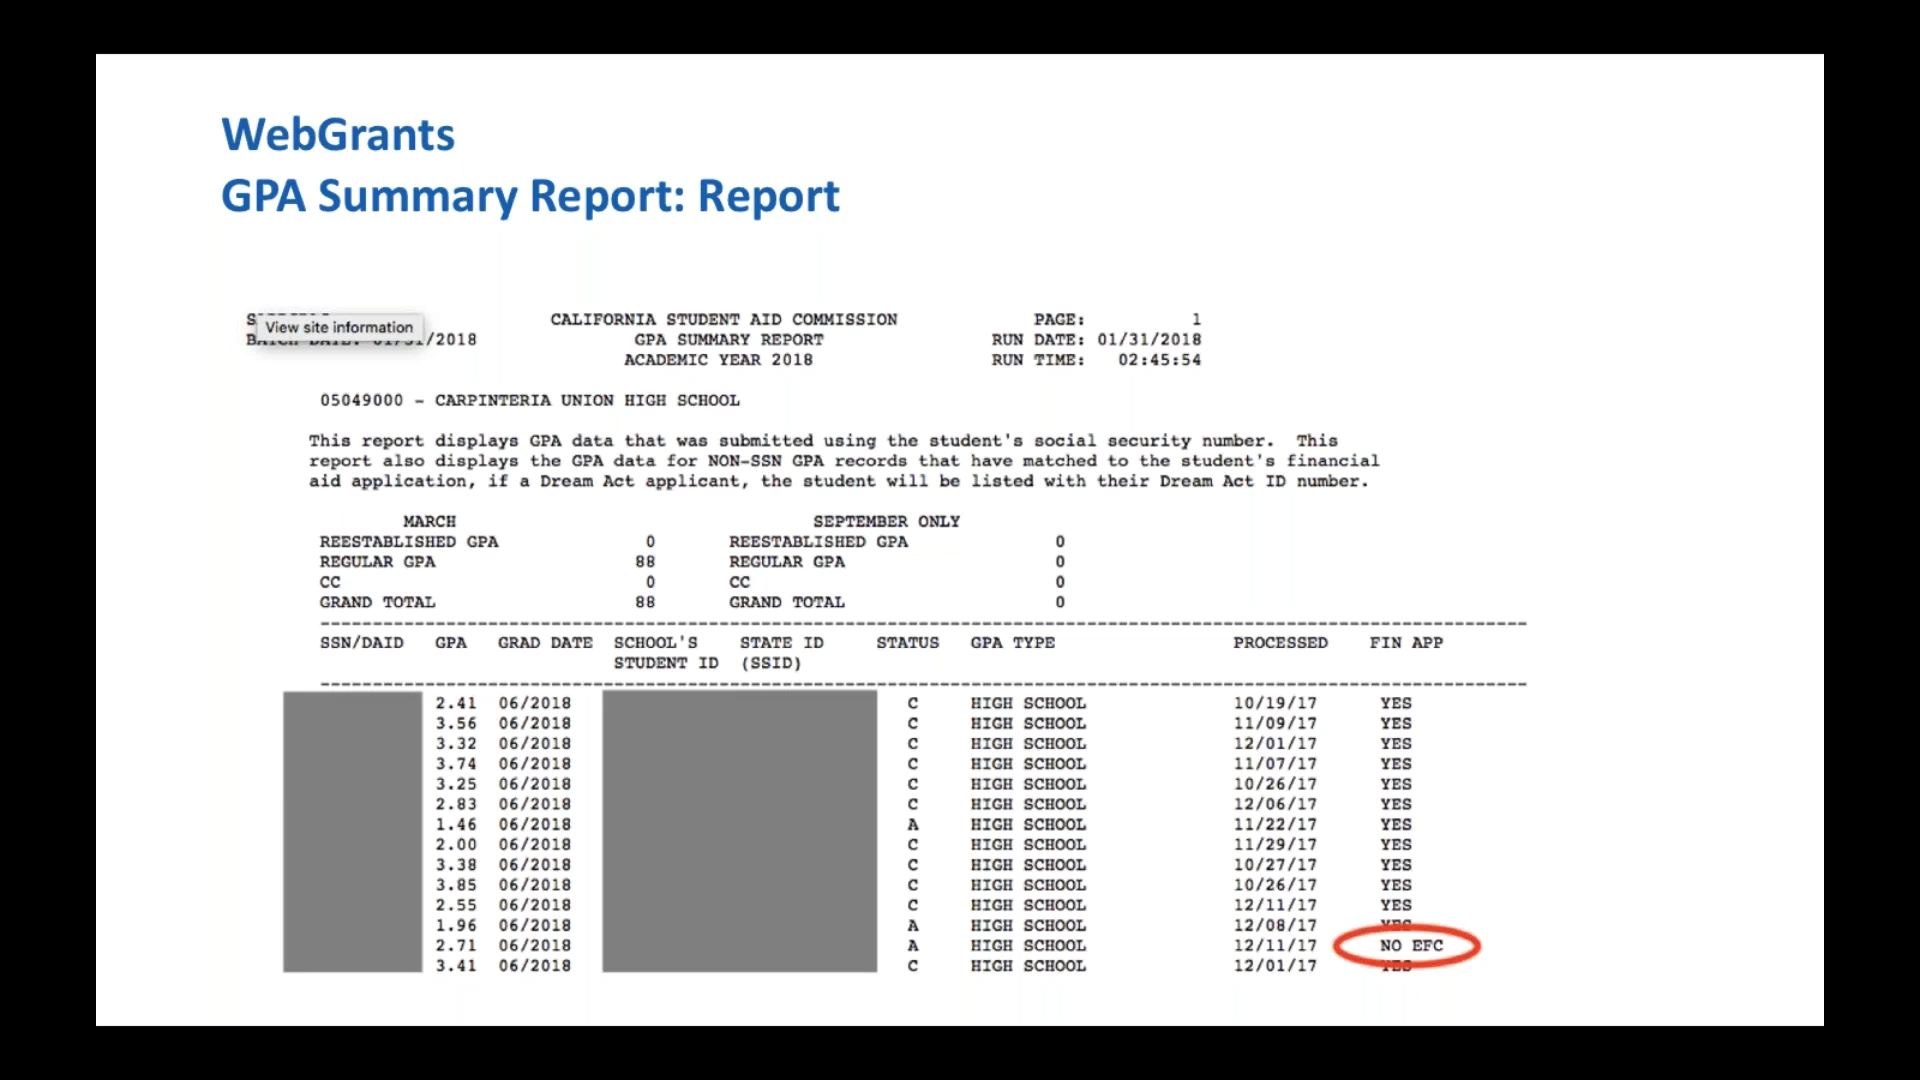 WebGrants
GPA Summary Report: Report
View site information
CALIFORNIA STUDENT AID COMMISSION PAGE: 1
BATCH DATE: 01/31/2018 GPA SUMMARY REPORT RUN DATE: 01/31/2018
ACADEMIC YEAR 2018 RUN TIME: 02:45:54
05049000 - CARPINTERIA UNION HIGH SCHOOL
This report displays GPA data that was submitted using the student's social security number. This
report also displays the GPA data for NON-SSN GPA records that have matched to the student's financial
aid application, if a Dream Act applicant, the student will be listed with their Dream Act ID number.
MARCH SEPTEMBER ONLY
REESTABLISHED GPA 0 REESTABLISHED GPA 0
REGULAR GPA 88 REGULAR GPA 0
CC 0 CC 0
GRAND TOTAL 88 GRAND TOTAL 0
SSN/DAID GPA GRAD DATE SCHOOL'S STATE ID STATUS GPA TYPE PROCESSED FIN APP
STUDENT ID (SSID)
2.41 06/2018 C HIGH SCHOOL 10/19/17 YES
3.56 06/2018 C HIGH SCHOOL 11/09/17 YES
3.32 06/2018 C HIGH SCHOOL 12/01/17 YES
3.74 06/2018 C HIGH SCHOOL 11/07/17 YES
3.25 06/2018 C HIGH SCHOOL 10/26/17 YES
2.83 06/2018 C HIGH SCHOOL 12/06/17 YES
1.46 06/2018 A HIGH SCHOOL 11/22/17 YES
2.00 06/2018 C HIGH SCHOOL 11/29/17 YES
3.38 06/2018 C HIGH SCHOOL 10/27/17 YES
3.85 06/2018 C HIGH SCHOOL 10/26/17 YES
2.55 06/2018 C HIGH SCHOOL 12/11/17 YES
1.96 06/2018 A HIGH SCHOOL 12/08/17 YES
2.71 06/2018 A HIGH SCHOOL 12/11/17 NO EFC
3.41 06/2018 C HIGH SCHOOL 12/01/17 YES